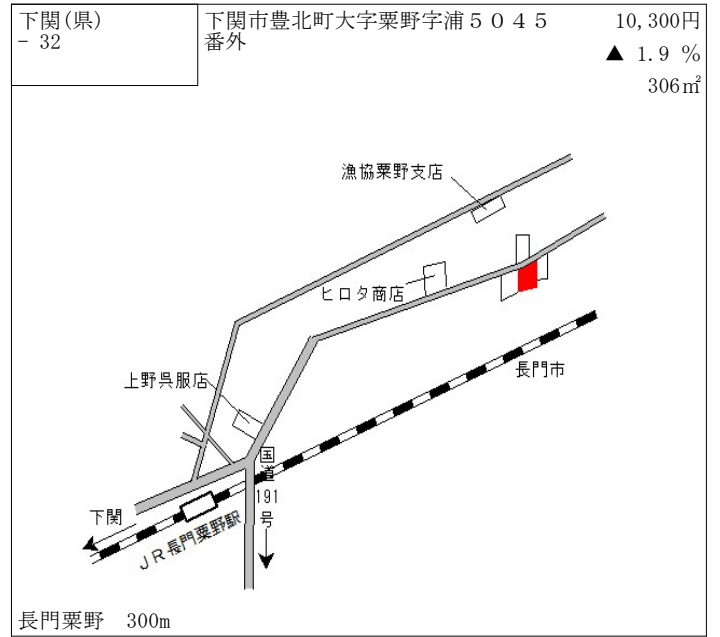 下関(県)
- 32
下関市豊北町大字粟野字浦５０４５
番外
10,300円
▲ 1.9 %
306㎡
漁協粟野支店
ヒロタ商店
長門市
上野呉服店
国道191号
下関
ＪＲ長門粟野駅
長門粟野　300m